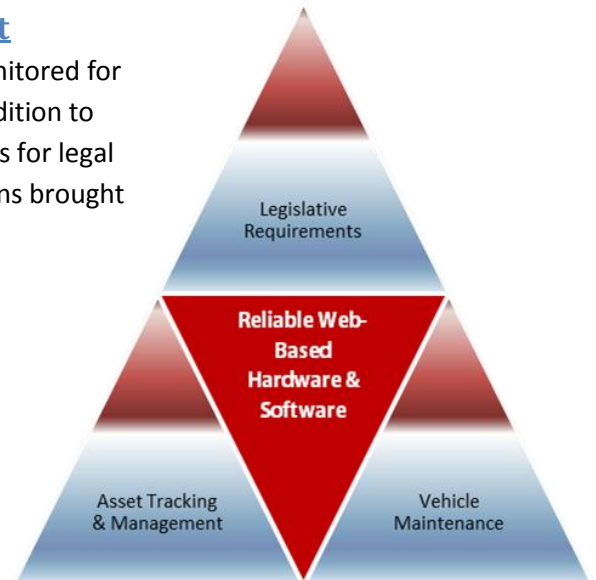 t
nitored for
dition to
s for legal
ns brought
Legislative
Requirements
Reliable Web-
Based
Hardware &
Software
Asset Tracking
& Management
Vehicle
Maintenance